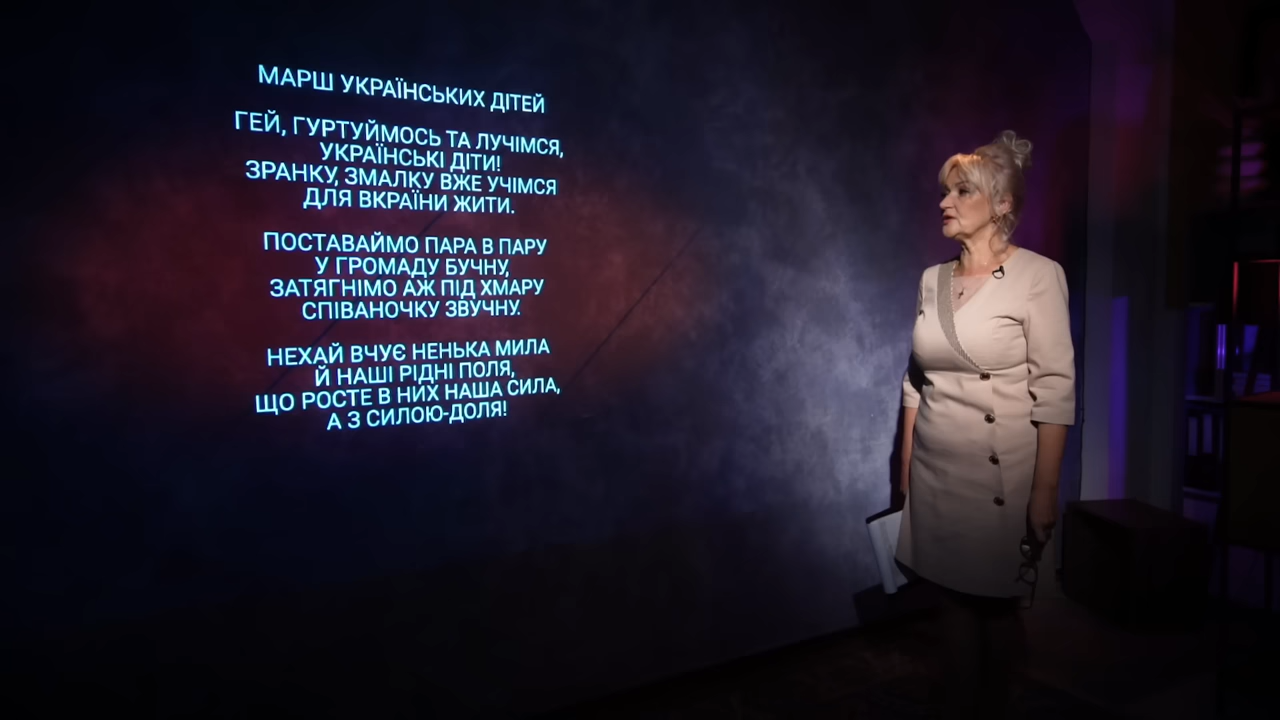 МАРШ УКРАЇНСЬКИХ ДІТЕЙ
ГЕЙ, ГУРТУЙМОСЬ ТА ЛУЧІМСЯ,
УКРАЇНСЬКІ ДІТИ!
ЗРАНКУ, ЗМАЛКУ ВЖЕ УЧІМСЯ
ДЛЯ ВКРАЇНИ ЖИТИ.
ПОСТАВАЙМО ПАРА В ПАРУ
У ГРОМАДУ БУЧНУ,
ЗАТЯГНІМО АЖ ПІД ХМАРУ
СПІВАНОЧКУ ЗВУЧНУ.
НЕХАЙ ВЧУЄ НЕНЬКА МИЛА
Й НАШІ РІДНІ ПОЛЯ,
ЩО РОСТЕ В НИХ НАША СИЛА,
А З СИЛОЮ-ДОЛЯ!